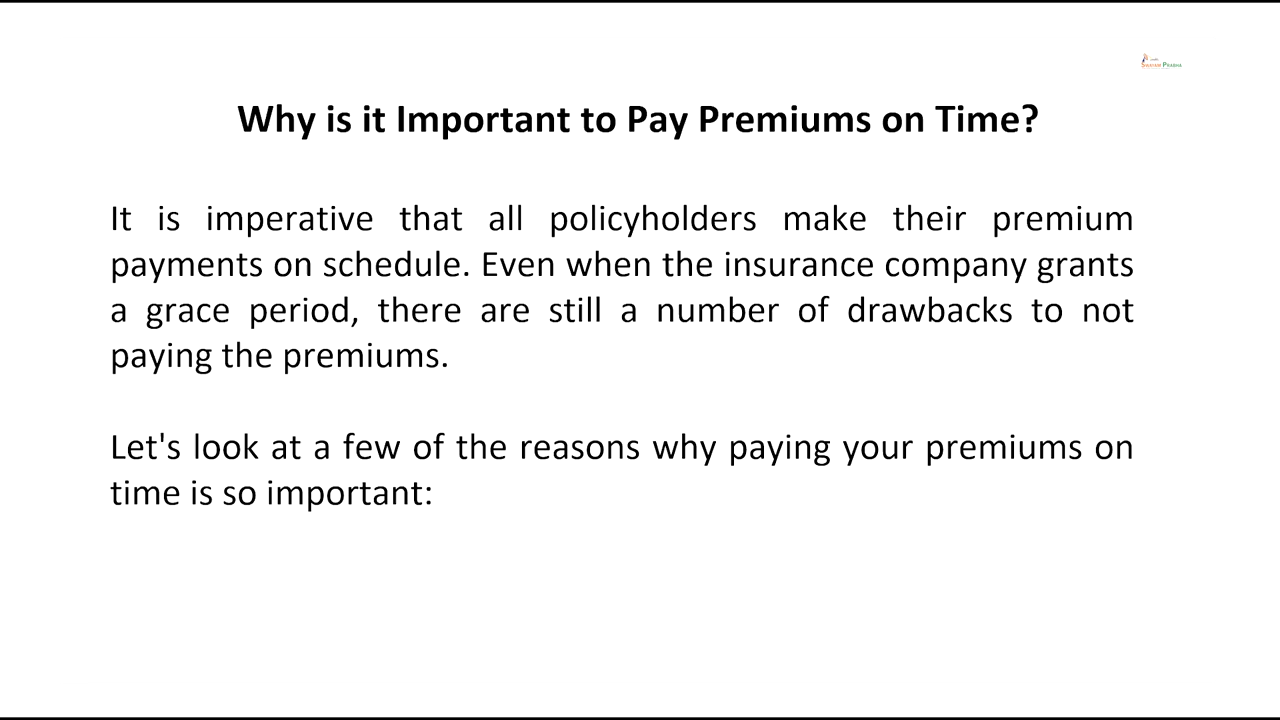 Swayam Prabha
Why is it Important to Pay Premiums on Time?
It is imperative that all policyholders make their premium
payments on schedule. Even when the insurance company grants
a grace period, there are still a number of drawbacks to not
paying the premiums.
Let's look at a few of the reasons why paying your premiums on
time is so important: